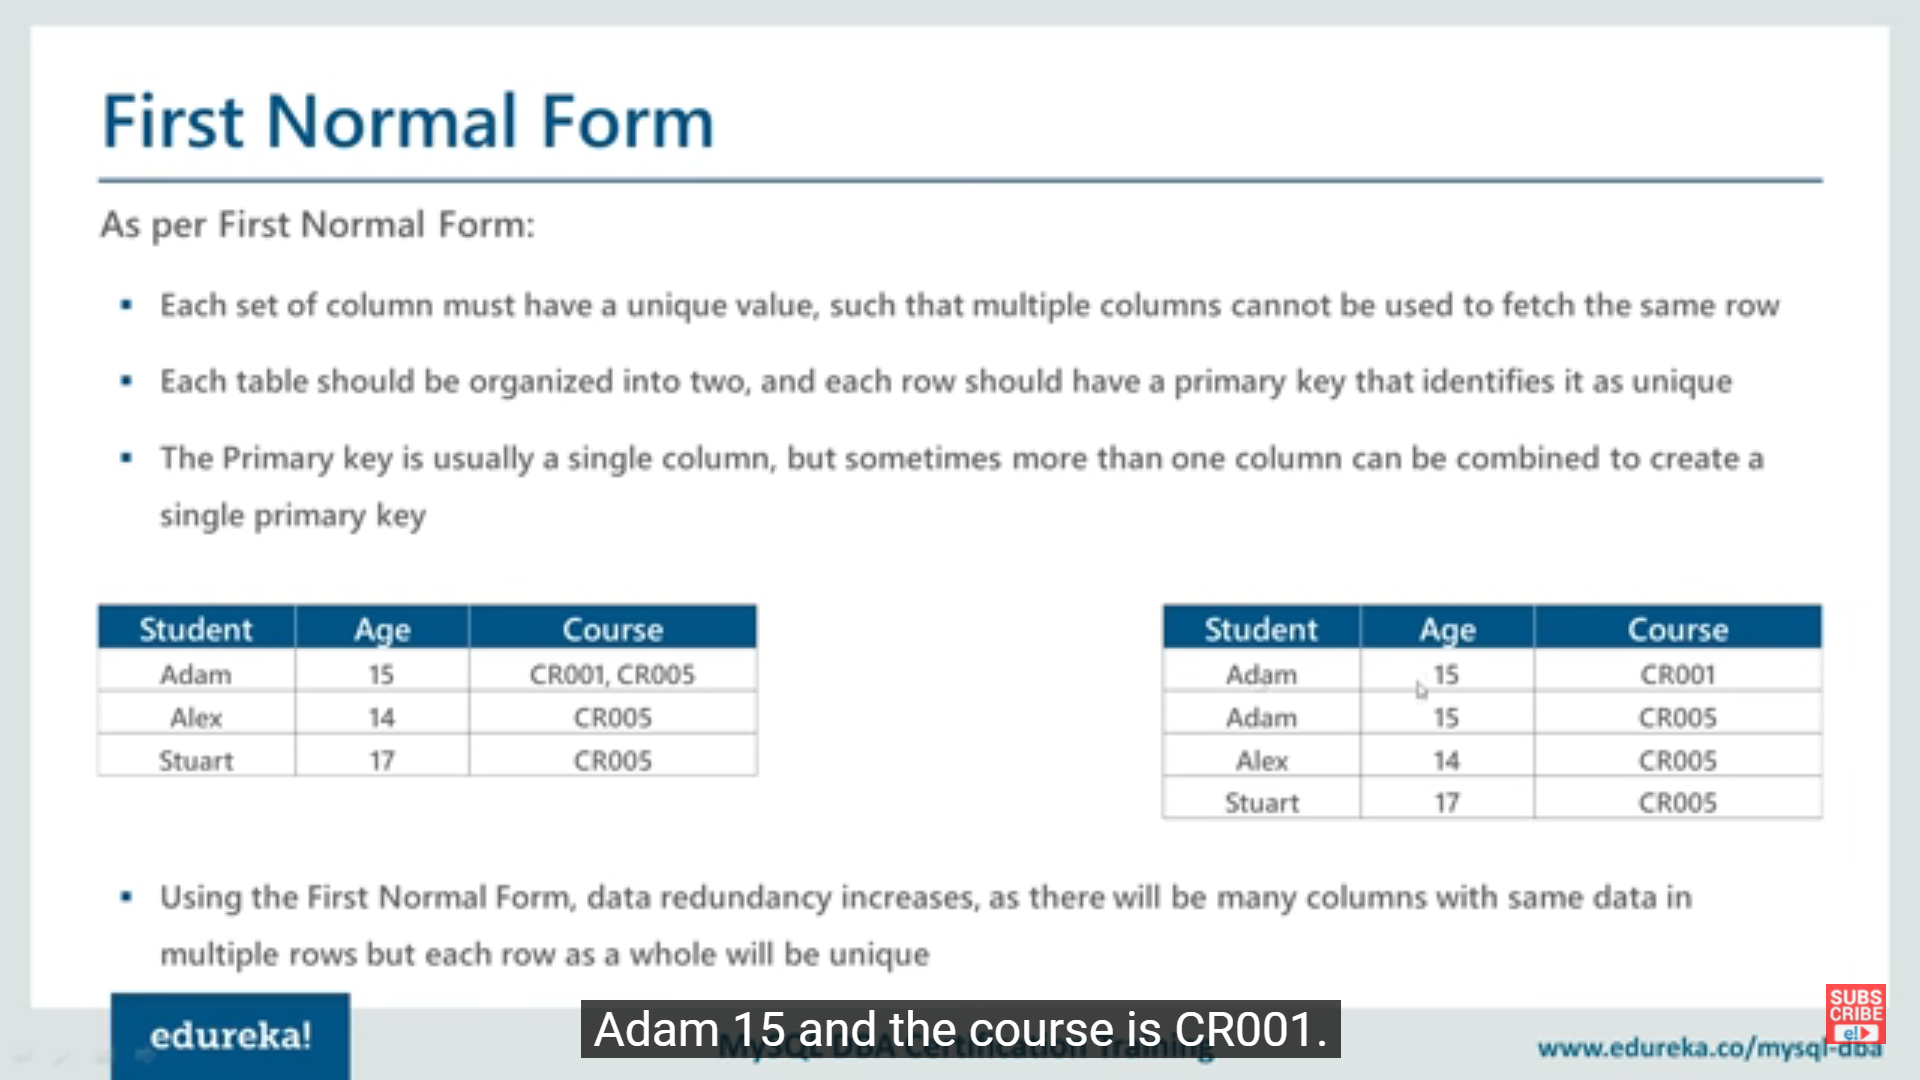 First Normal Form
As per First Normal Form:
▪ Each set of column must have a unique value, such that multiple columns cannot be used to fetch the same row
▪ Each table should be organized into two, and each row should have a primary key that identifies it as unique
▪ The Primary key is usually a single column, but sometimes more than one column can be combined to create a
single primary key
Student Age Course
Adam 15 CR001, CR005
Alex 14 CR005
Stuart 17 CR005
Student Age Course
Adam 15 CR001
Adam 15 CR005
Alex 14 CR005
Stuart 17 CR005
▪ Using the First Normal Form, data redundancy increases, as there will be many columns with same data in
multiple rows but each row as a whole will be unique
edureka!
Adam 15 and the course is CR001.
MySQL DBA Certification Training
www.edureka.co/mysql-dba
SUBS
CRIBE
e!